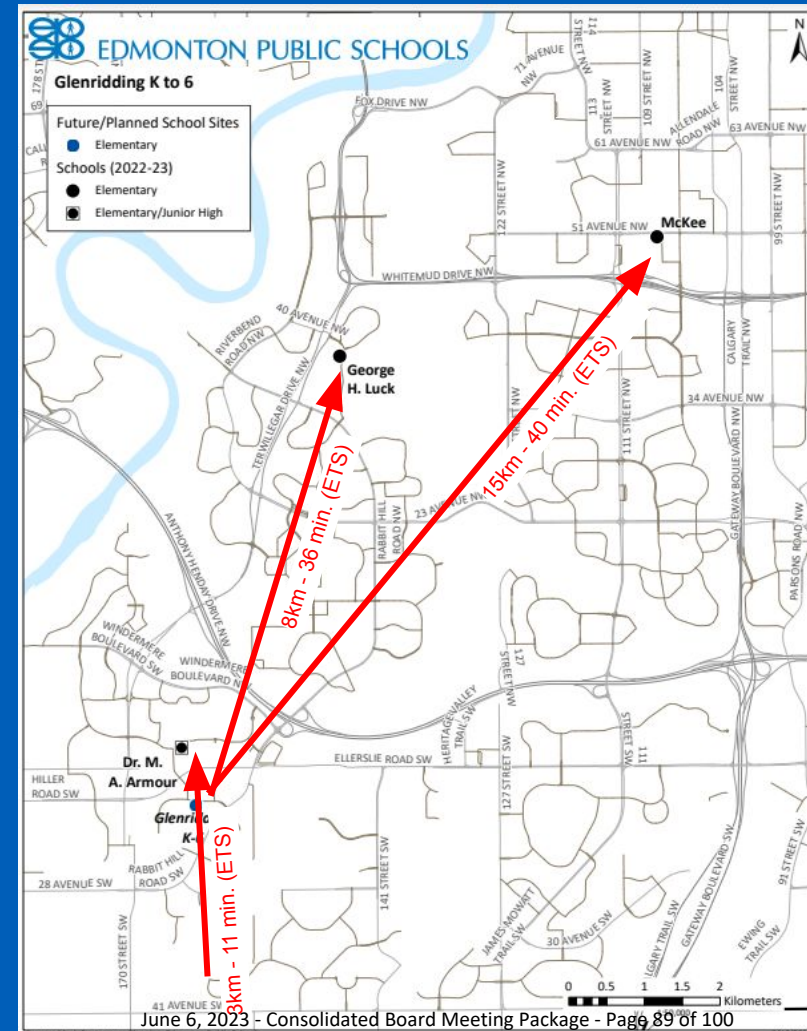 EDMONTON PUBLIC SCHOOLS
Glenridding K to 6
Future/Planned School Sites
Elementary
Schools (2022-23)
Elementary
Elementary/Junior High
N
178 ST
69
71 AVENUE
NW
114
STREET NW
113
STREET NW
109 STREET NW
104
STREET NW
ALLENDALE
ROAD NW
63 AVENUE NW
61 AVENUE NW
FOX DRIVE NW
122 STREET NW
51 AVENUE NW
McKee
99 STREET NW
WHITEMUD DRIVE NW
40 AVENUE NW
RIVERBEND
ROAD NW
George
H. Luck
TERWILLEGAR DRIVE NW
CALGARY
TRAIL NW
34 AVENUE NW
111 STREET NW
15km - 40 min. (ETS)
8km - 36 min. (ETS)
23 AVENUE NW
RABBIT HILL
ROAD NW
GATEWAY BOULEVARD NW
PARSONS ROAD NW
ANTHONY HENDAY DRIVE NW
WINDERMERE
BOULEVARD SW
WINDERMERE
BOULEVARD N
127
STREET NW
HERITAGE VALLEY
TRAIL SW
111
STREET SW
ELLERSLIE ROAD SW
Dr. M.
A. Armour
HILLER
ROAD SW
Glenridd
RABBIT HILL
ROAD SW
28 AVENUE SW
170 STREET SW
3km - 11 min. (ETS)
141 STREET SW
127 STREET SW
JAMES MOWATT
TRAIL SW
30 AVENUE SW
LGARY TRAIL SW
GATEWAY BOULEVARD SW
91 STREET SW
EWING
TRAIL SW
41 AVENUE SW
0 0.5 1 1.5 2
Kilometers
June 6, 2023 - Consolidated Board Meeting Package - Page 89 of 100